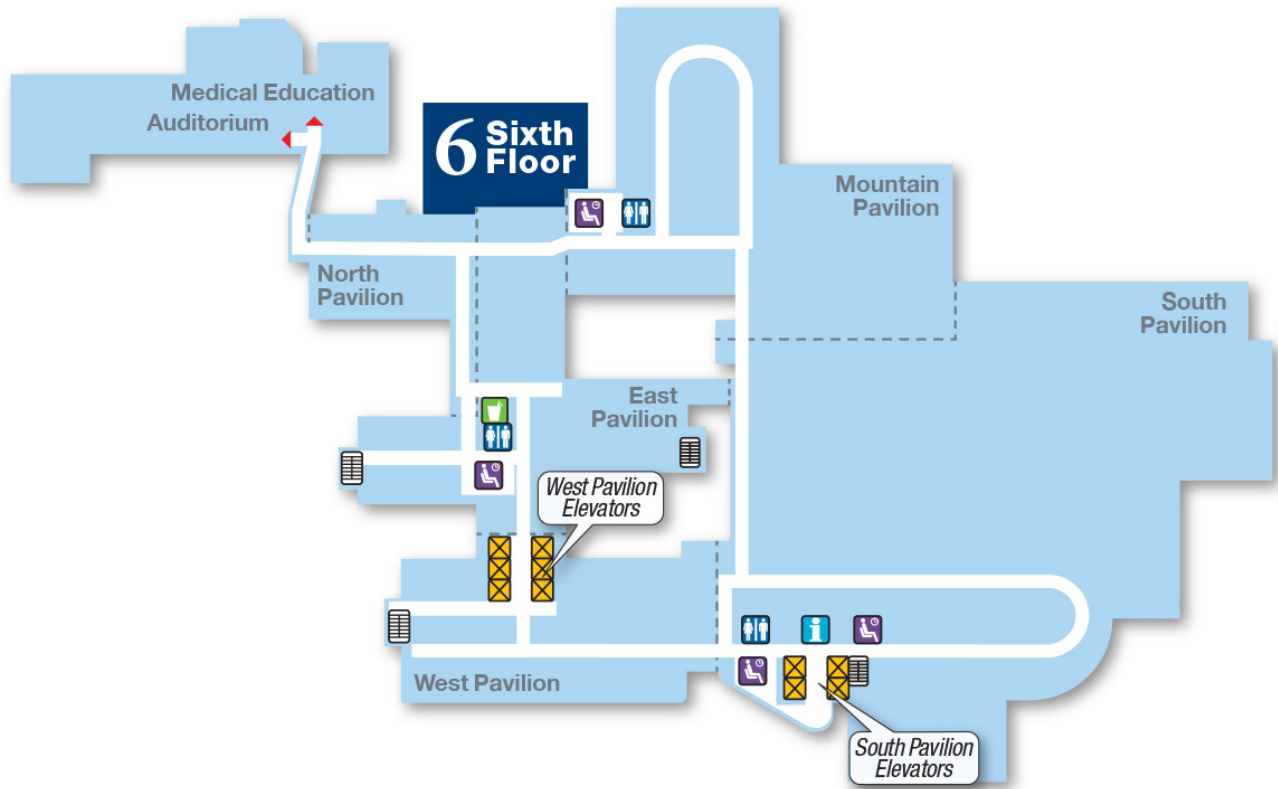 Medical Education
Auditorium
6 Sixth
Floor
Mountain
Pavilion
North
Pavilion
South
Pavilion
East
Pavilion
West Pavilion
Elevators
i
West Pavilion
South Pavilion
Elevators